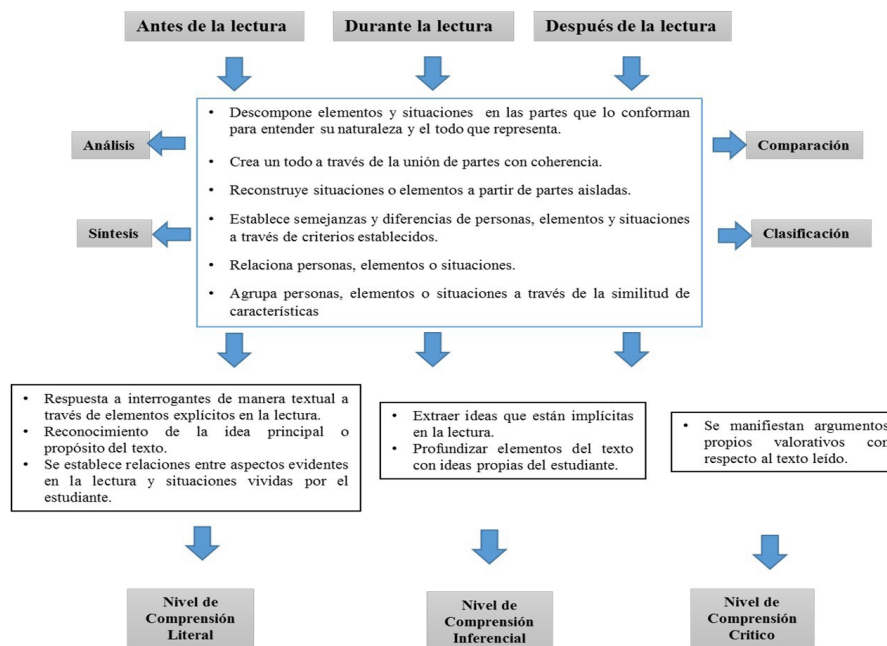 Antes de la lectura
Durante la lectura
Después de la lectura
• Descompone elementos y situaciones en las partes que lo conforman
para entender su naturaleza y el todo que representa.
• Crea un todo a través de la unión de partes con coherencia.
• Reconstruye situaciones o elementos a partir de partes aisladas.
• Establece semejanzas y diferencias de personas, elementos y situaciones
a través de criterios establecidos.
• Relaciona personas, elementos o situaciones.
• Agrupa personas, elementos o situaciones a través de la similitud de
características
Análisis
Síntesis
Comparación
Clasificación
• Respuesta a interrogantes de manera textual a
través de elementos explícitos en la lectura.
• Reconocimiento de la idea principal o
propósito del texto.
• Se establece relaciones entre aspectos evidentes
en la lectura y situaciones vividas por el
estudiante.
• Extraer ideas que están implícitas
en la lectura.
• Profundizar elementos del texto
con ideas propias del estudiante.
• Se manifiestan argumentos
propios valorativos con
respecto al texto leído.
Nivel de
Comprensión
Literal
Nivel de
Comprensión
Inferencial
Nivel de
Comprensión
Critico